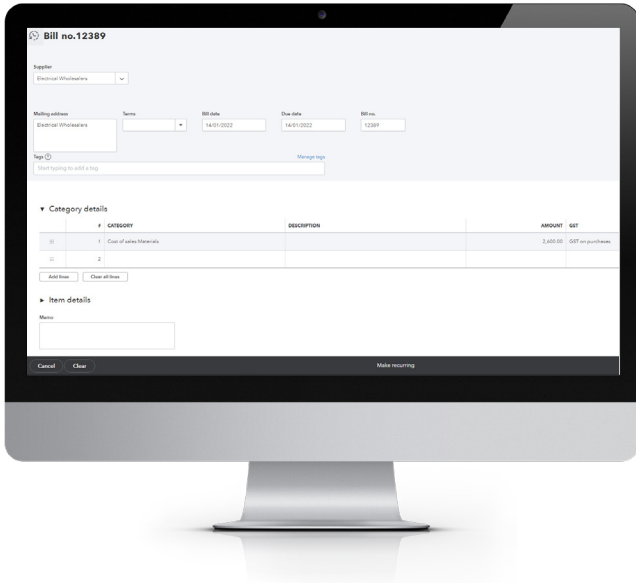 Bill no.12389
Supplier
Electrical Wholesalers
Mailing address Terms Bill date Due date Bill no.
Electrical Wholesalers 14/01/2022 14/01/2022 12389
Tags ? Manage tags
Start typing to add a tag
Category details
# CATEGORY DESCRIPTION AMOUNT GST
1 Cost of sales Materials 2,600.00 GST on purchases
2
Add lines Clear all lines
Item details
Memo
Cancel Clear Make recurring